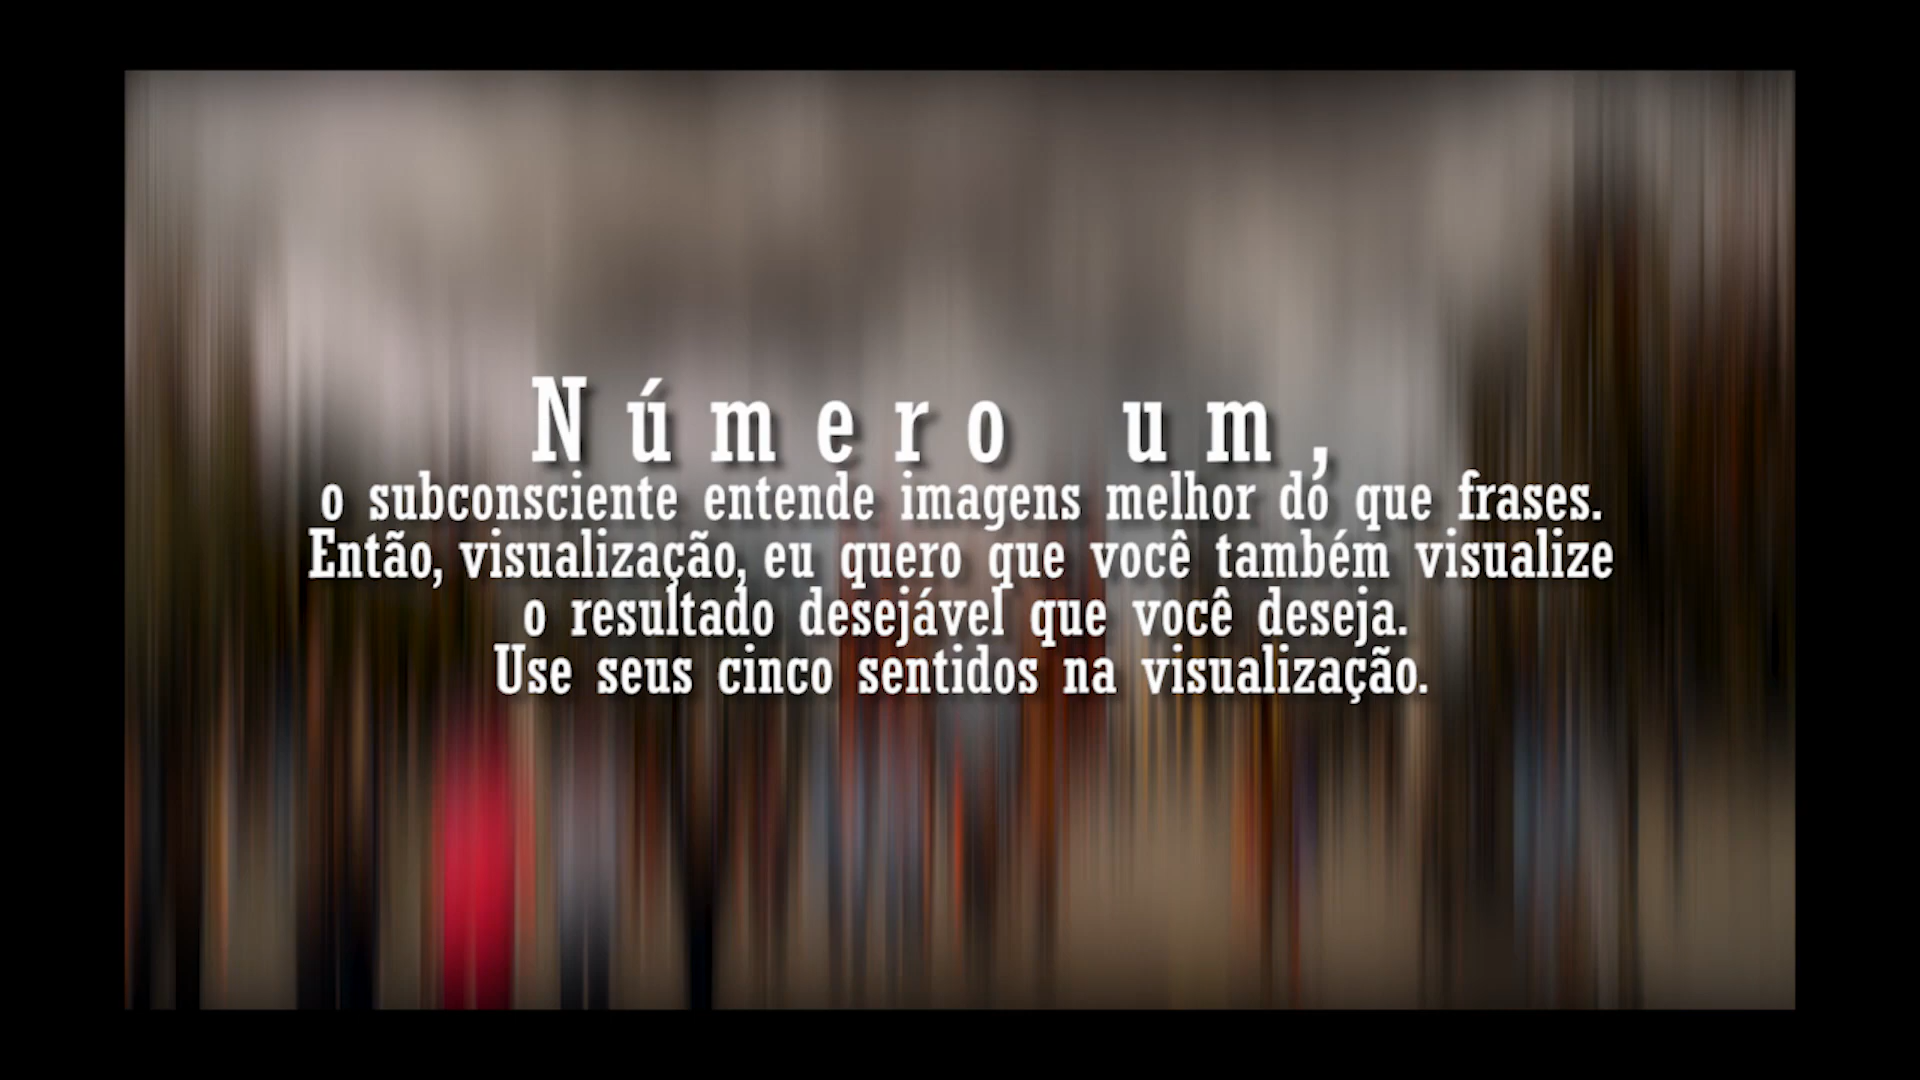 Número um,
o subconsciente entende imagens melhor do que frases.
Então, visualização, eu quero que você também visualize
o resultado desejável que você deseja.
Use seus cinco sentidos na visualização.